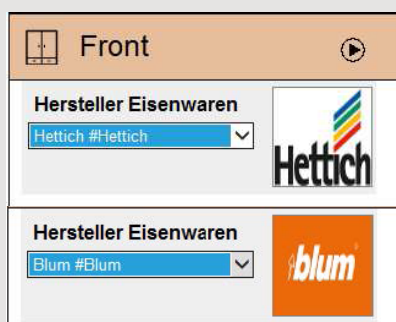 Front
Hersteller Eisenwaren
Hettich #Hettich
Hettich
Hersteller Eisenwaren
Blum #Blum
blum